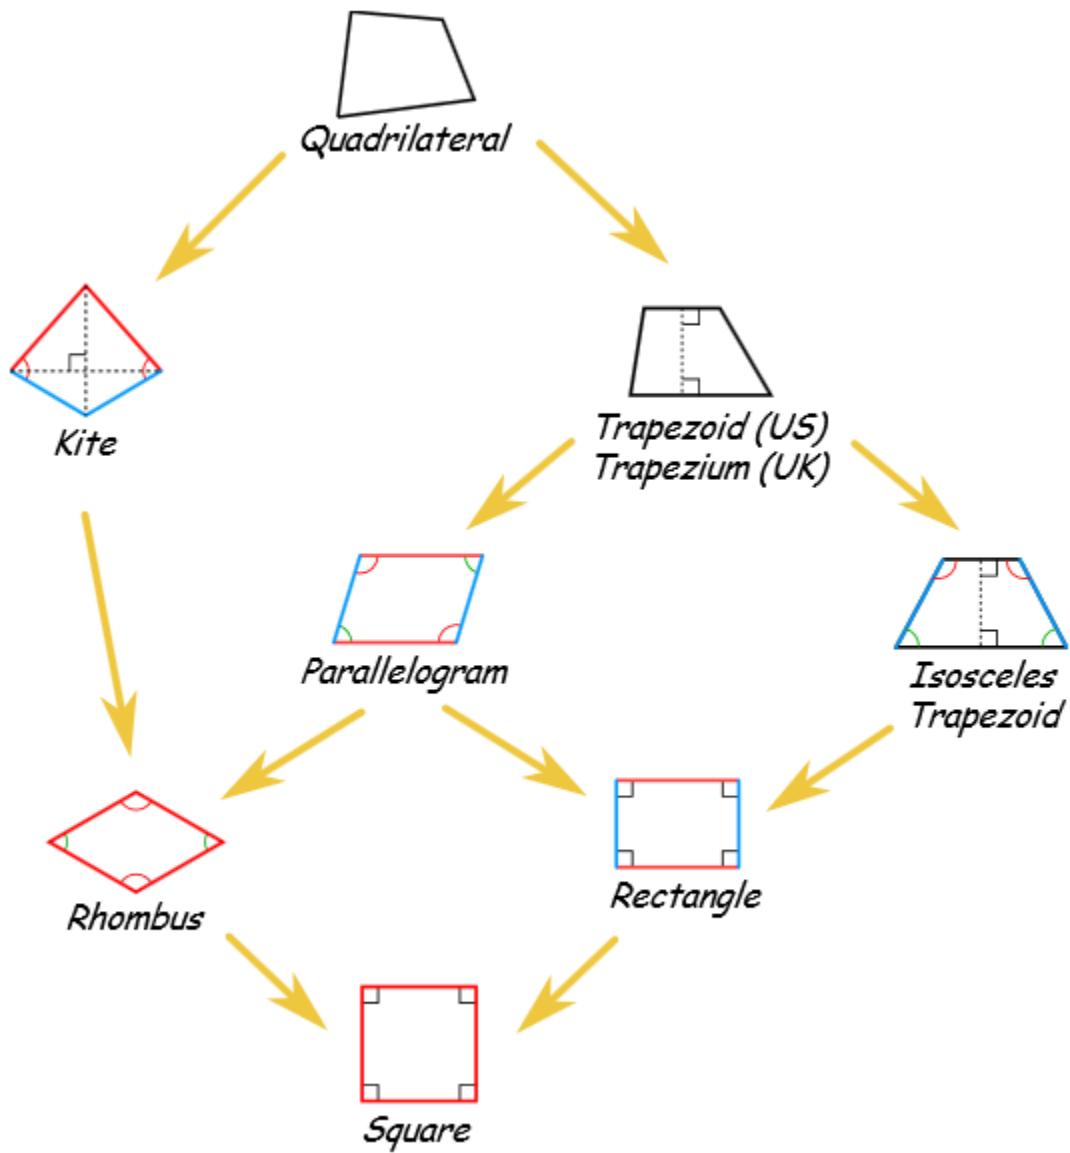 Quadrilateral
Kite
Trapezoid (US)
Trapezium (UK)
Parallelogram
Isosceles
Trapezoid
Rhombus
Rectangle
Square